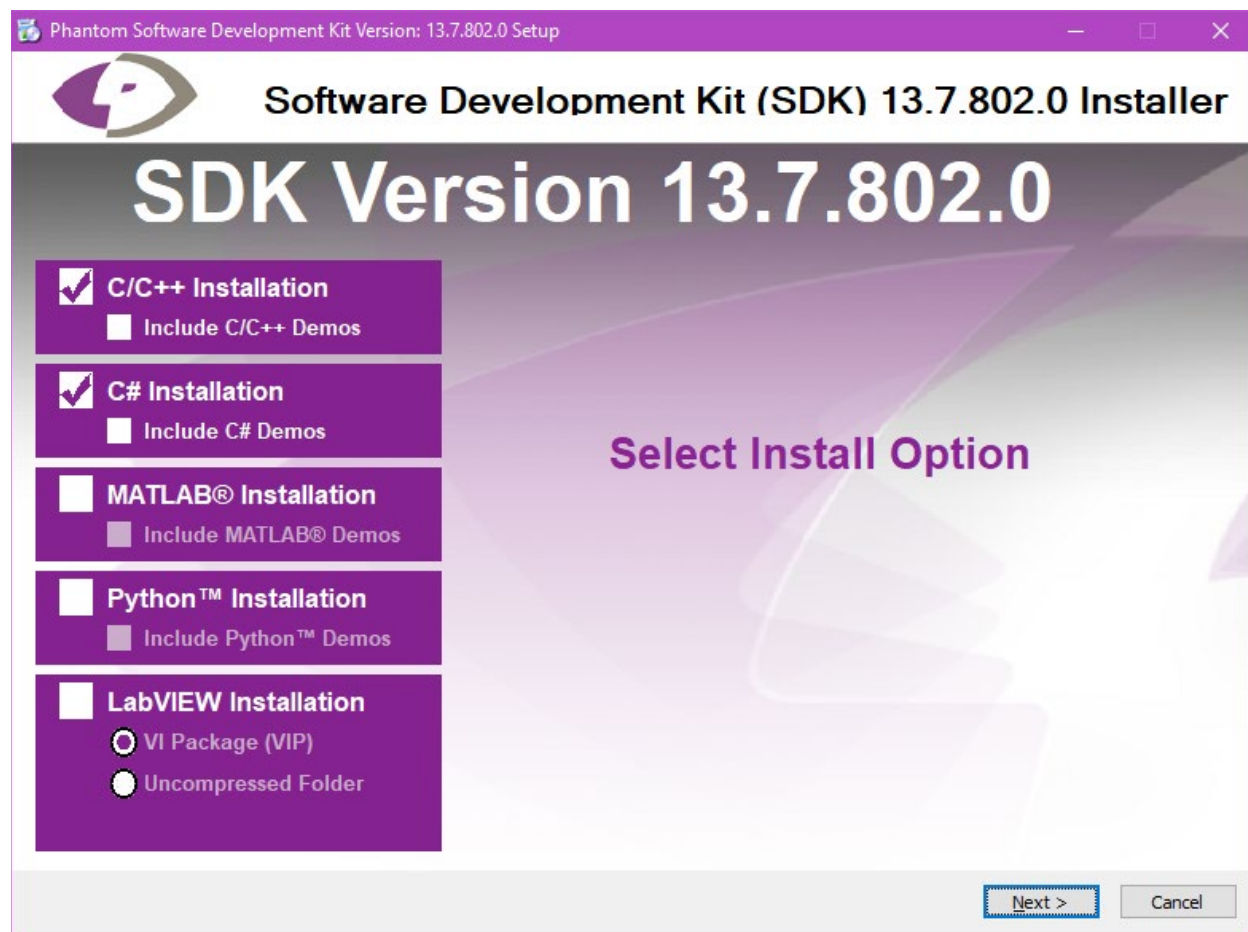 Phantom Software Development Kit Version: 13.7.802.0 Setup
Software Development Kit (SDK) 13.7.802.0 Installer
SDK Version 13.7.802.0
C/C++ Installation
Include C/C++ Demos
C# Installation
Include C# Demos
Select Install Option
MATLAB® Installation
Include MATLAB® Demos
Python™ Installation
Include Python™ Demos
LabVIEW Installation
VI Package (VIP)
Uncompressed Folder
Next >
Cancel